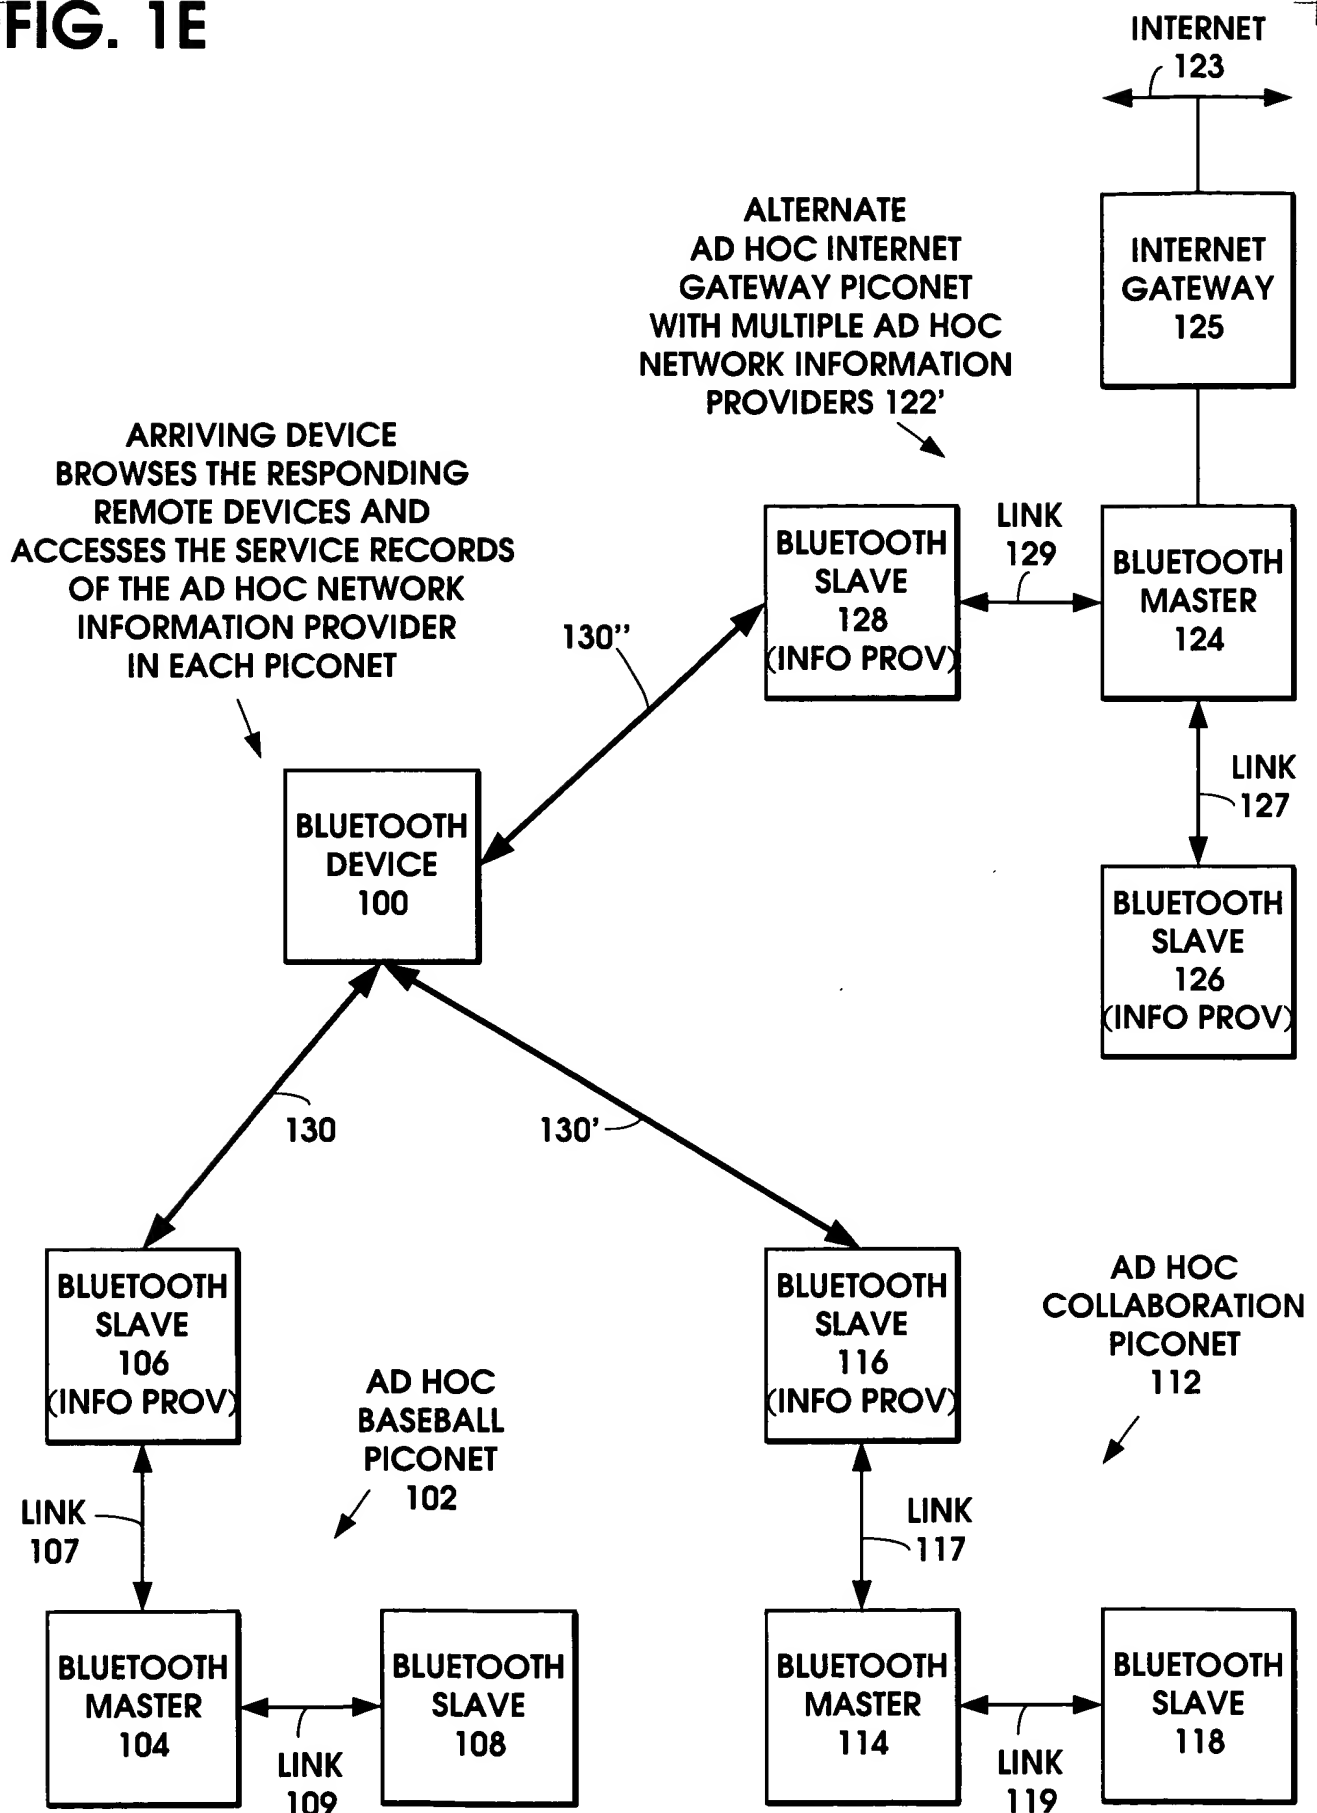 FIG. 1E
INTERNET
123
INTERNET
GATEWAY
125
ALTERNATE
AD HOC INTERNET
GATEWAY PICONET
WITH MULTIPLE AD HOC
NETWORK INFORMATION
PROVIDERS 122'
ARRIVING DEVICE
BROWSES THE RESPONDING
REMOTE DEVICES AND
ACCESSES THE SERVICE RECORDS
OF THE AD HOC NETWORK
INFORMATION PROVIDER
IN EACH PICONET
BLUETOOTH
SLAVE
128
(INFO PROV)
LINK
129
BLUETOOTH
MASTER
124
130''
LINK
127
BLUETOOTH
DEVICE
100
BLUETOOTH
SLAVE
126
(INFO PROV)
130
130'
BLUETOOTH
SLAVE
106
(INFO PROV)
AD HOC
BASEBALL
PICONET
102
BLUETOOTH
SLAVE
116
(INFO PROV)
AD HOC
COLLABORATION
PICONET
112
LINK
107
LINK
117
BLUETOOTH
MASTER
104
LINK
109
BLUETOOTH
SLAVE
108
BLUETOOTH
MASTER
114
LINK
119
BLUETOOTH
SLAVE
118